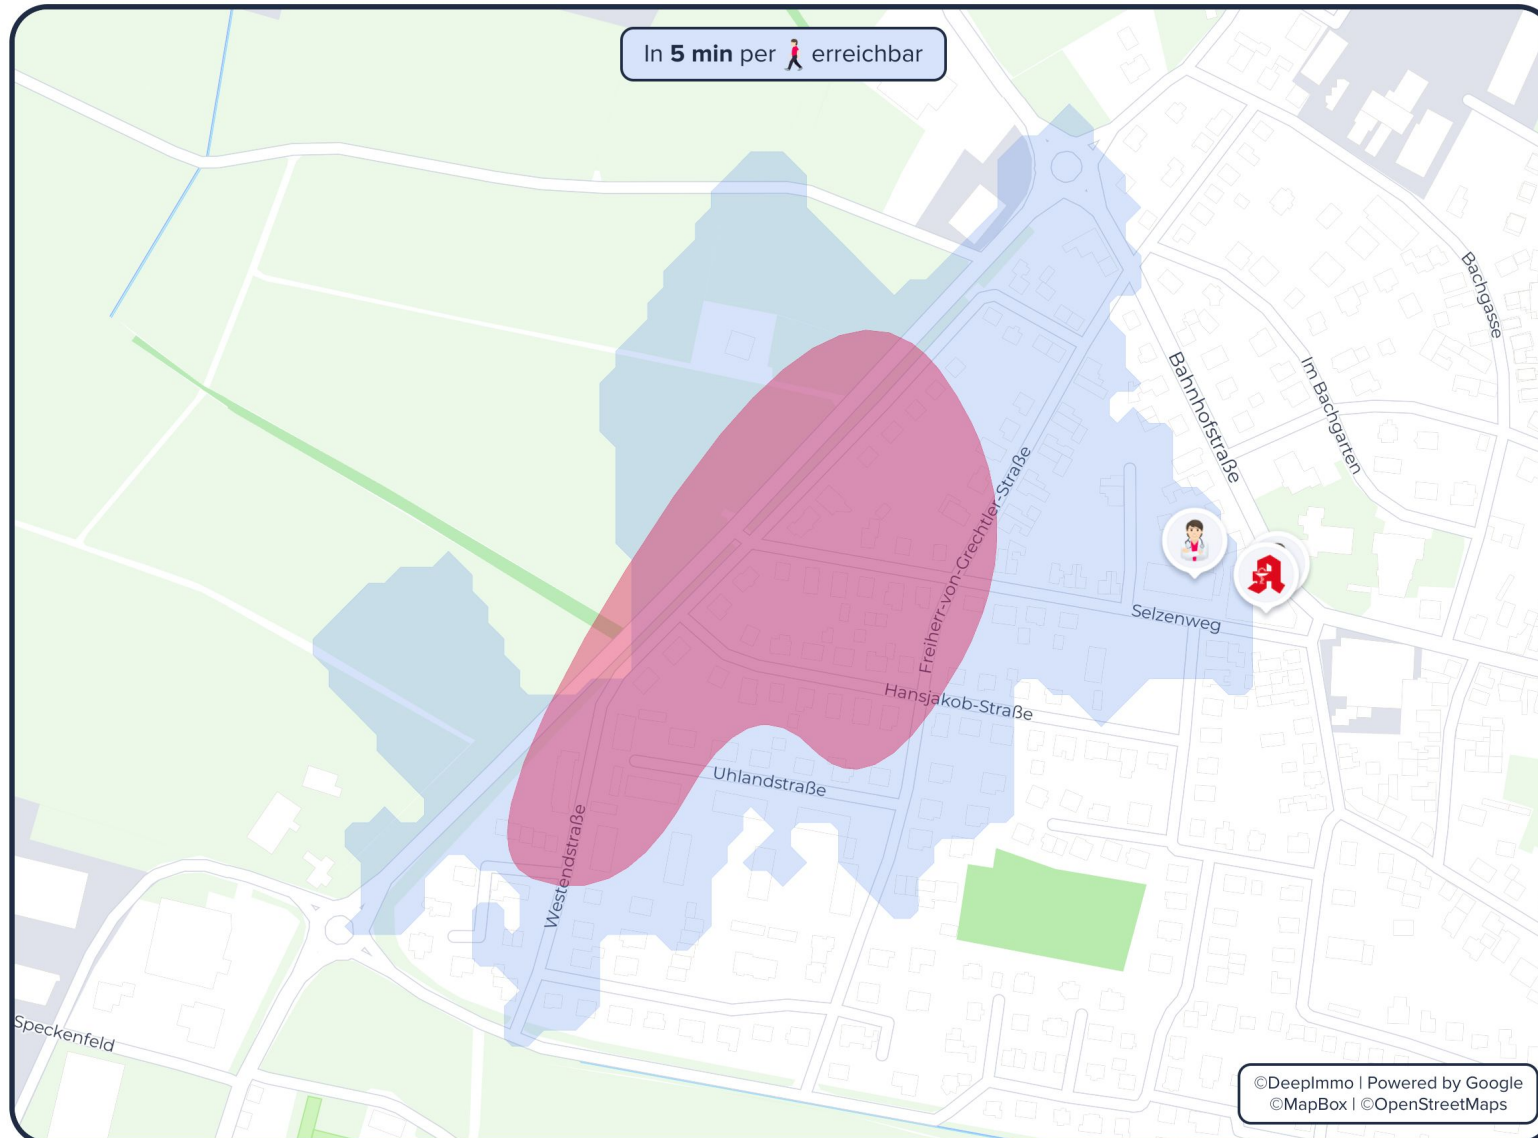 In 5 min per erreichbar
Bachgasse
Bahnhofstraße
Im Bachgarten
Freiherr-von-Grechtler-Straße
Selzenweg
Hansjakob-Straße
Uhlandstraße
Westendstraße
Speckenfeld
©DeepImmo | Powered by Google
©MapBox | ©OpenStreetMaps